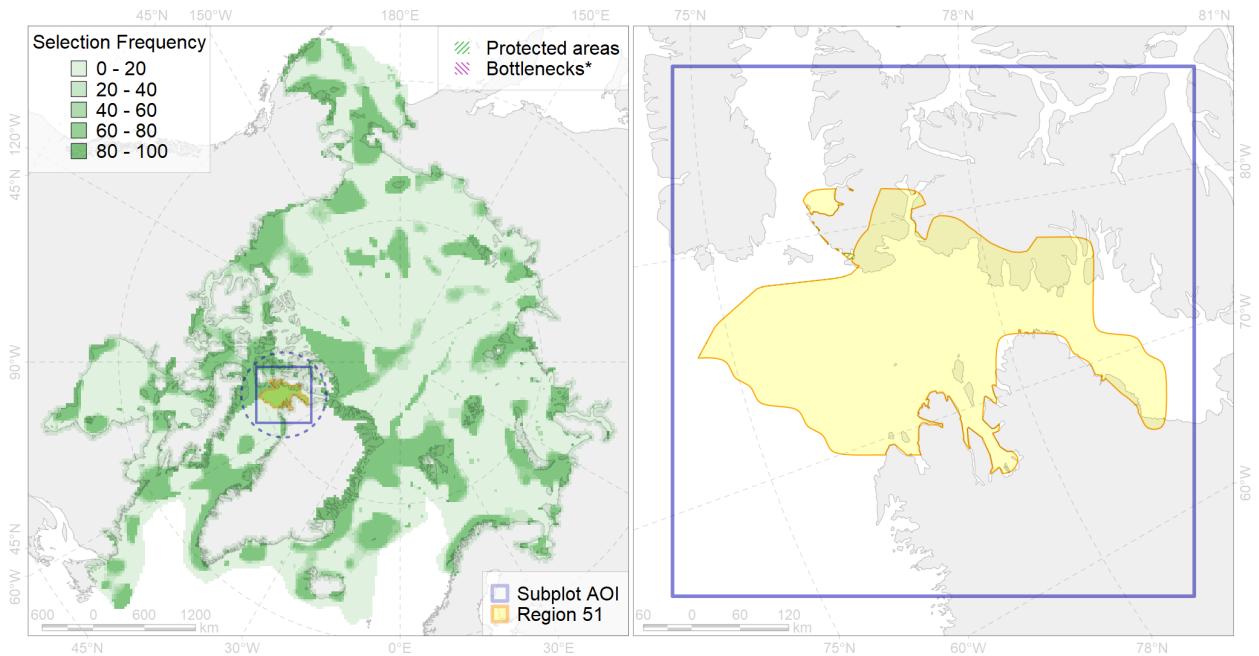 45°N 150°W 180°E 150°E 75°N 78°N 81°N
Selection Frequency
0 - 20
20 - 40
40 - 60
60 - 80
80 - 100
Protected areas
Bottlenecks*
120°W
45°N
90°W
45°N
60°W
80°W
70°W
60°W
Subplot AOI
Region 51
600 0 600 1200
km
60 0 60 120
km
45°N 30°W 0°E 30°E 45°N 75°N 60°W 78°N